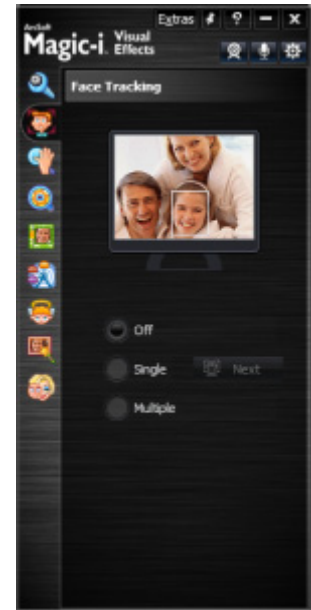 Extras ?
ArcSoft
Magic-i Visual
Effects
Face Tracking
Off
Single Next
Multiple